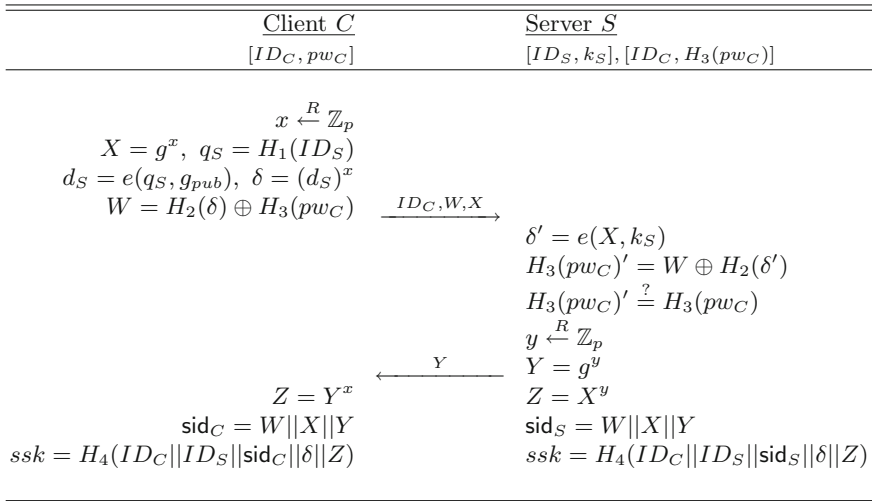 Client C Server S
[ID_C, pw_C] [ID_S, k_S], [ID_C, H_3(pw_C)]
x ←^R ℤ_p
X = g^x, q_S = H_1(ID_S)
d_S = e(q_S, g_{pub}), δ = (d_S)^x
W = H_2(δ) ⊕ H_3(pw_C) ID_C,W,X
δ′ = e(X, k_S)
H_3(pw_C)′ = W ⊕ H_2(δ′)
H_3(pw_C)′ ≟ H_3(pw_C)
y ←^R ℤ_p
Y Y = g^y
Z = Y^x Z = X^y
sid_C = W||X||Y sid_S = W||X||Y
ssk = H_4(ID_C||ID_S||sid_C||δ||Z) ssk = H_4(ID_C||ID_S||sid_S||δ||Z)